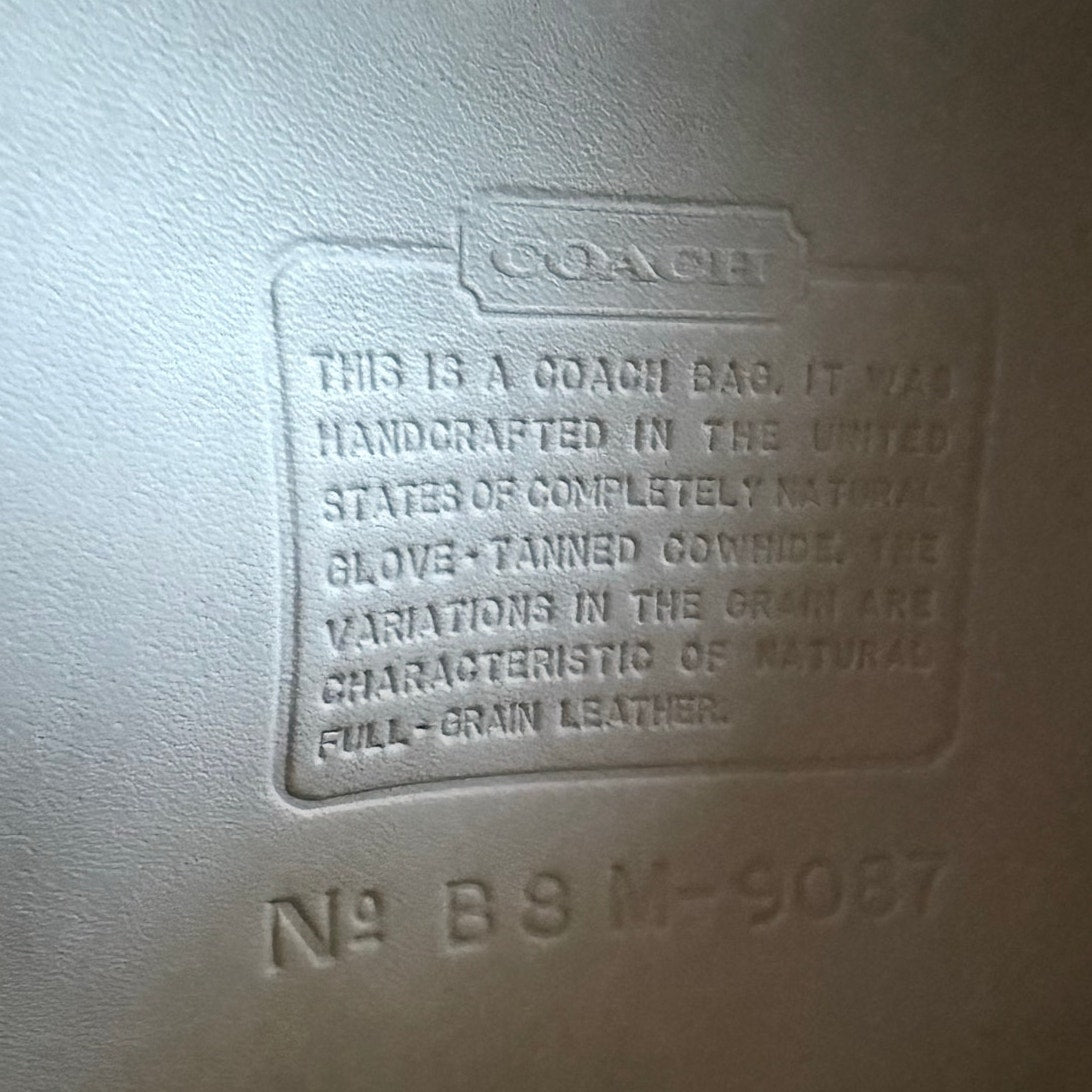 COACH
THIS IS A COACH BAG. IT WAS
HANDCRAFTED IN THE UNITED
STATES OF COMPLETELY NATURAL
GLOVE-TANNED COWHIDE. THE
VARIATIONS IN THE GRAIN ARE
CHARACTERISTIC OF NATURAL
FULL-GRAIN LEATHER.
Nº B8M-9087